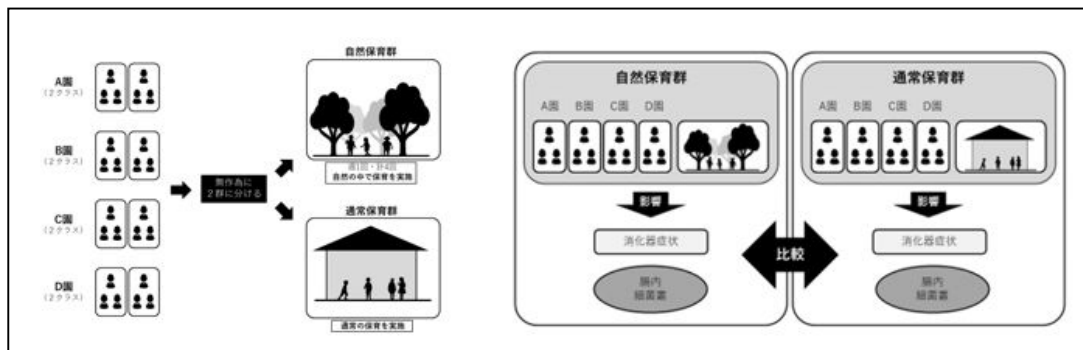 A園
(2クラス)
B園
(2クラス)
C園
(2クラス)
D園
(2クラス)
無作為に
2群に分ける
自然保育群
週1回・計4回
自然の中で保育を実施
通常保育群
通常の保育を実施
自然保育群
A園 B園 C園 D園
影響
消化器症状
腸内
細菌叢
比較
通常保育群
A園 B園 C園 D園
影響
消化器症状
腸内
細菌叢